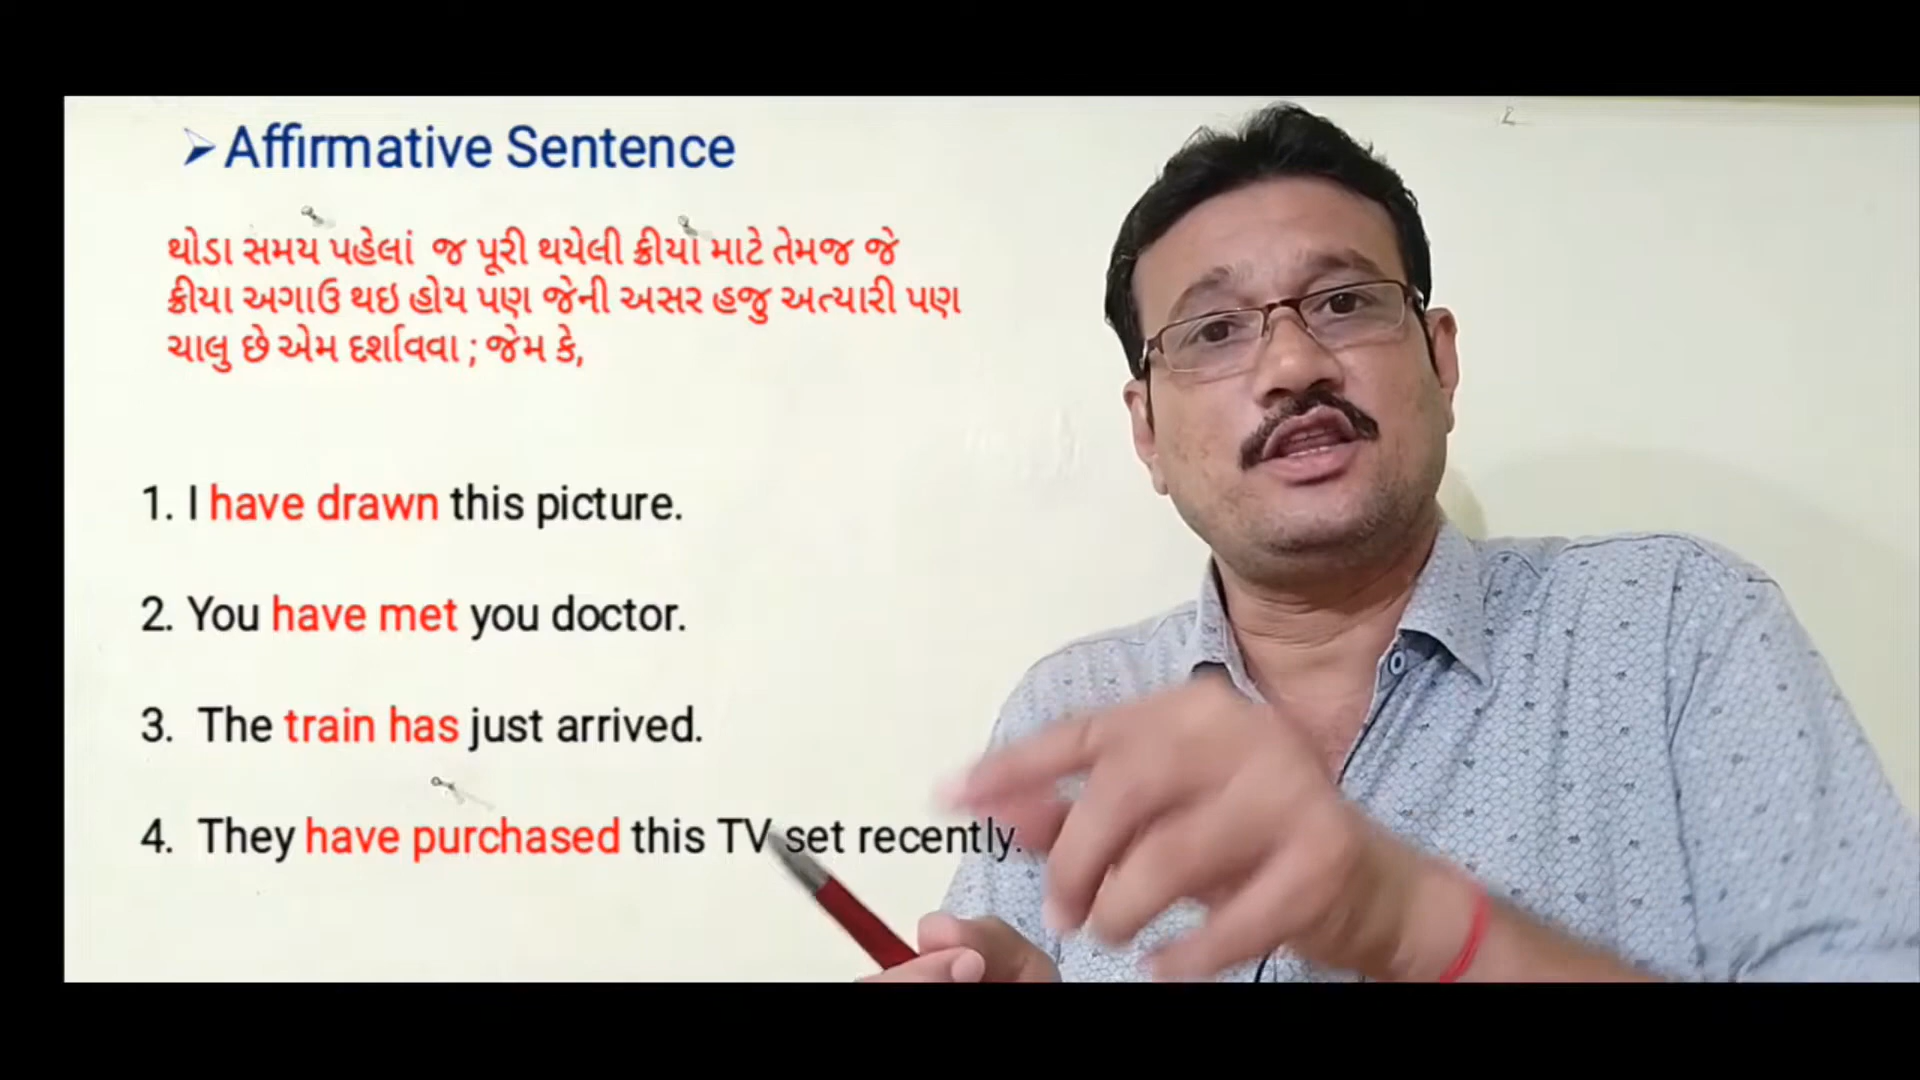 Affirmative Sentence
થોડા સમય પહેલાં જ પૂરી થયેલી ક્રીયા માટે તેમજ જે
ક્રીયા અગાઉ થઇ હોય પણ જેની અસર હજુ અત્યારી પણ
ચાલુ છે એમ દર્શાવવા ; જેમ કે,
1. I have drawn this picture.
2. You have met you doctor.
3. The train has just arrived.
4. They have purchased this TV set recently.